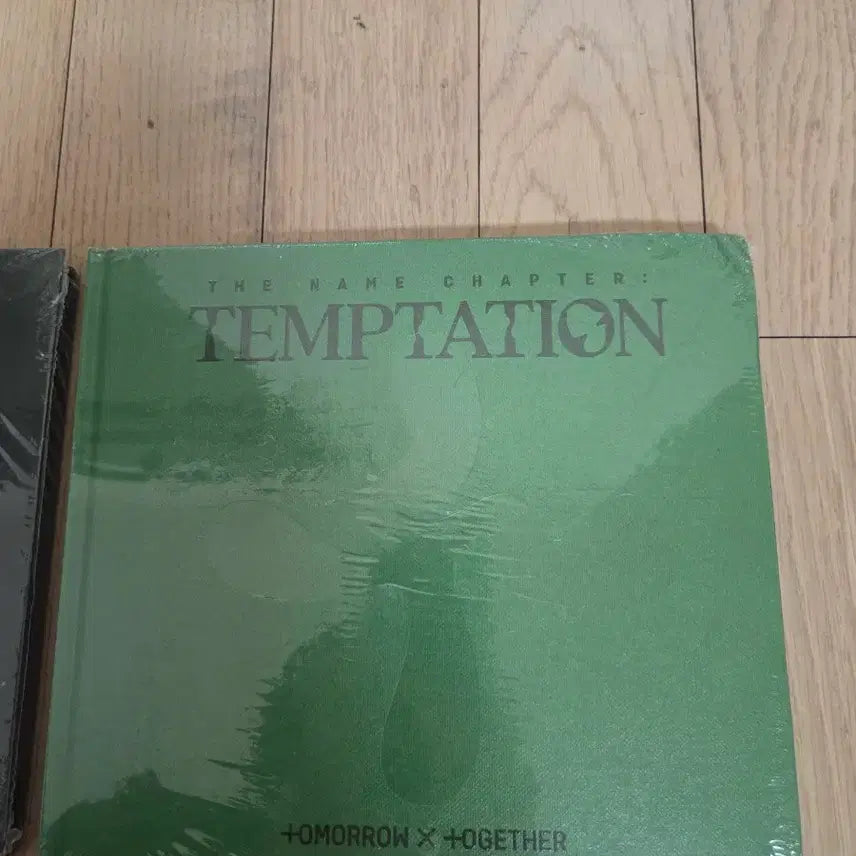 THE NAME CHAPTER:
TEMPTATION
TOMORROW X TOGETHER